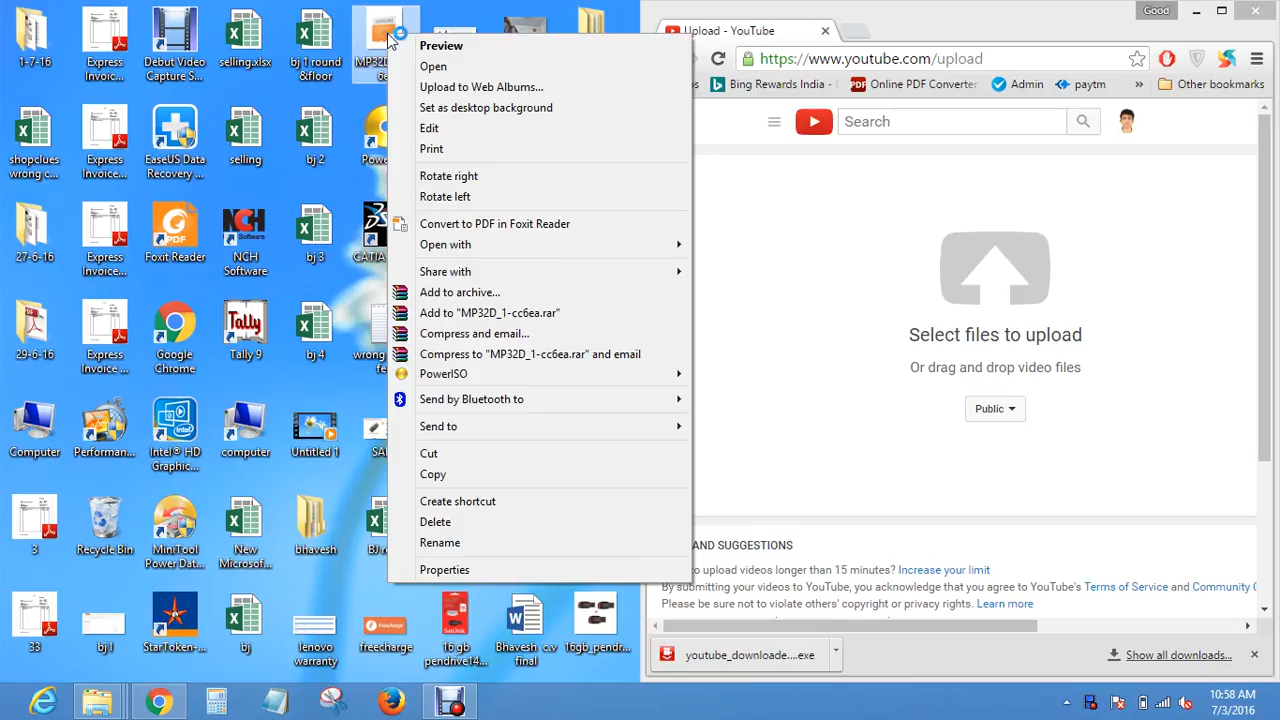 1-7-16
Express Invoic...
Debut Video Capture S...
selling.xlsx
bj 1 round &floor
shopclues wrong c...
Express Invoice...
EaseUS Data Recovery ...
selling
bj 2
27-6-16
Express Invoice...
Foxit Reader
NCH Software
bj 3
29-6-16
Express Invoice ...
Google Chrome
Tally 9
bj 4
Computer
Performan...
Intel® HD Graphic...
computer
Untitled 1
3
Recycle Bin
MiniTool Power Dat...
New Microsof...
bhavesh
33
bj l
StarToken-...
bj
lenovo warranty
freecharge
16 gb pendrive14...
Bhavesh c.v final
16gb_pendr...
Preview
Open
Upload to Web Albums...
Set as desktop background
Edit
Print
Rotate right
Rotate left
Convert to PDF in Foxit Reader
Open with
Share with
Add to archive...
Add to "MP32D_1-cc6ea.rar"
Compress and email...
Compress to "MP32D_1-cc6ea.rar" and email
PowerISO
Send by Bluetooth to
Send to
Cut
Copy
Create shortcut
Delete
Rename
Properties
Good
Upload - YouTube
https://www.youtube.com/upload
Bing Rewards India -
Online PDF Converter
Admin
paytm
»
Other bookmarks
Search
Select files to upload
Or drag and drop video files
Public
AND SUGGESTIONS
upload videos longer than 15 minutes? Increase your limit
By submitting your videos to YouTube, you acknowledge that you agree to YouTube's Terms of Service and Community
Please be sure not to violate others' copyright or privacy rights. Learn more
youtube_downloade....exe
Show all downloads...
10:58 AM
7/3/2016